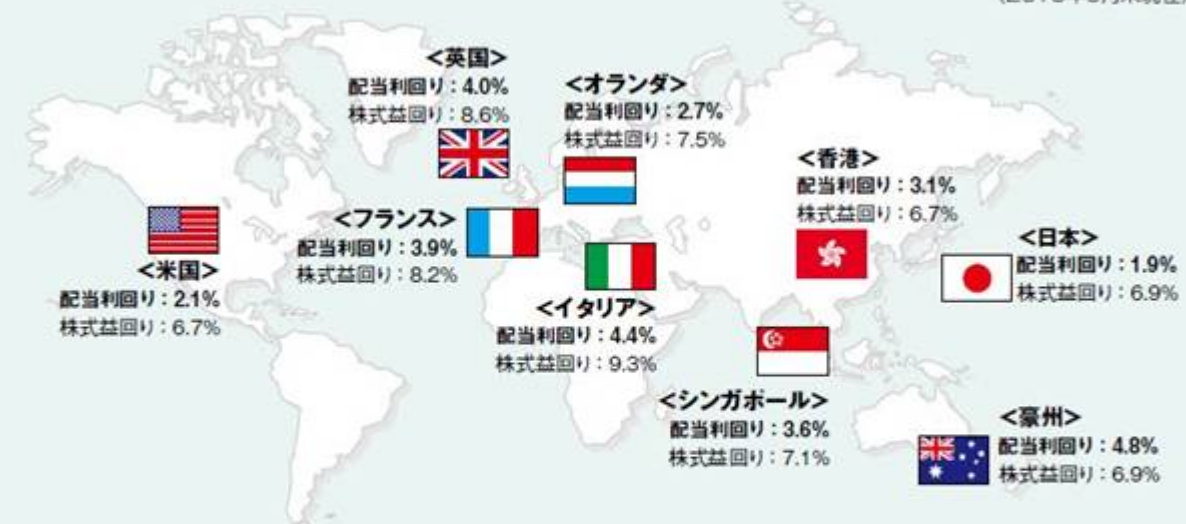 <英国>
配当利回り：4.0%
株式益回り：8.6%
<オランダ>
配当利回り：2.7%
株式益回り：7.5%
<香港>
配当利回り：3.1%
株式益回り：6.7%
<フランス>
配当利回り：3.9%
株式益回り：8.2%
<日本>
配当利回り：1.9%
株式益回り：6.9%
<米国>
配当利回り：2.1%
株式益回り：6.7%
<イタリア>
配当利回り：4.4%
株式益回り：9.3%
<シンガポール>
配当利回り：3.6%
株式益回り：7.1%
<豪州>
配当利回り：4.8%
株式益回り：6.9%